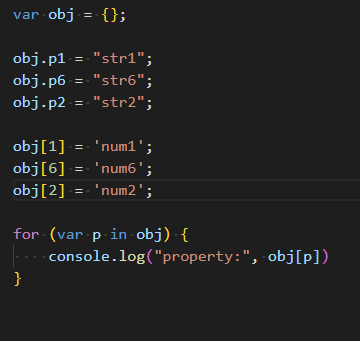 var obj = {};
obj.p1 = "str1";
obj.p6 = "str6";
obj.p2 = "str2";
obj[1] = 'num1';
obj[6] = 'num6';
obj[2] = 'num2';
for (var p in obj) {
    console.log("property:", obj[p])
}